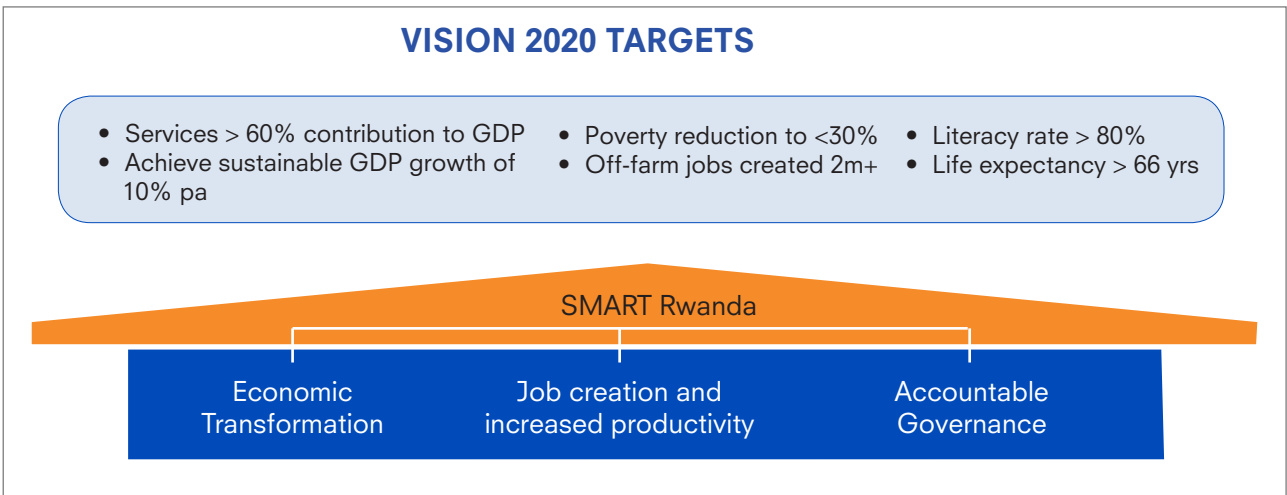 VISION 2020 TARGETS
• Services > 60% contribution to GDP
• Achieve sustainable GDP growth of
10% pa
• Poverty reduction to <30%
• Off-farm jobs created 2m+
• Literacy rate > 80%
• Life expectancy > 66 yrs
SMART Rwanda
Economic
Transformation
Job creation and
increased productivity
Accountable
Governance